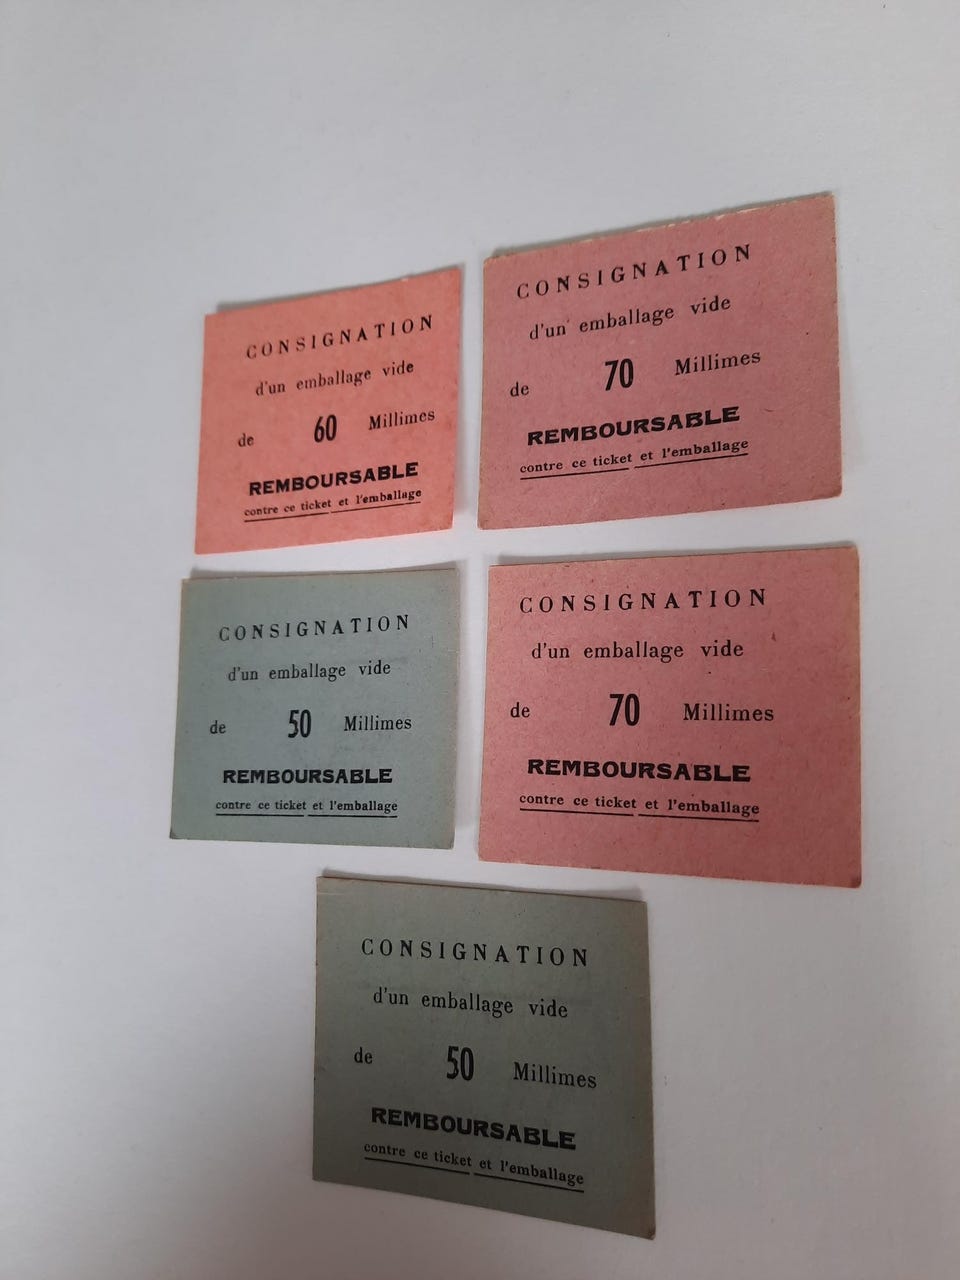 CONSIGNATION
d'un emballage vide
de 60 Millimes
REMBOURSABLE
contre ce ticket et l'emballage
CONSIGNATION
d'un emballage vide
de 70 Millimes
REMBOURSABLE
contre ce ticket et l'emballage
CONSIGNATION
d'un emballage vide
de 50 Millimes
REMBOURSABLE
contre ce ticket et l'emballage
CONSIGNATION
d'un emballage vide
de 70 Millimes
REMBOURSABLE
contre ce ticket et l'emballage
CONSIGNATION
d'un emballage vide
de 50 Millimes
REMBOURSABLE
contre ce ticket et l'emballage